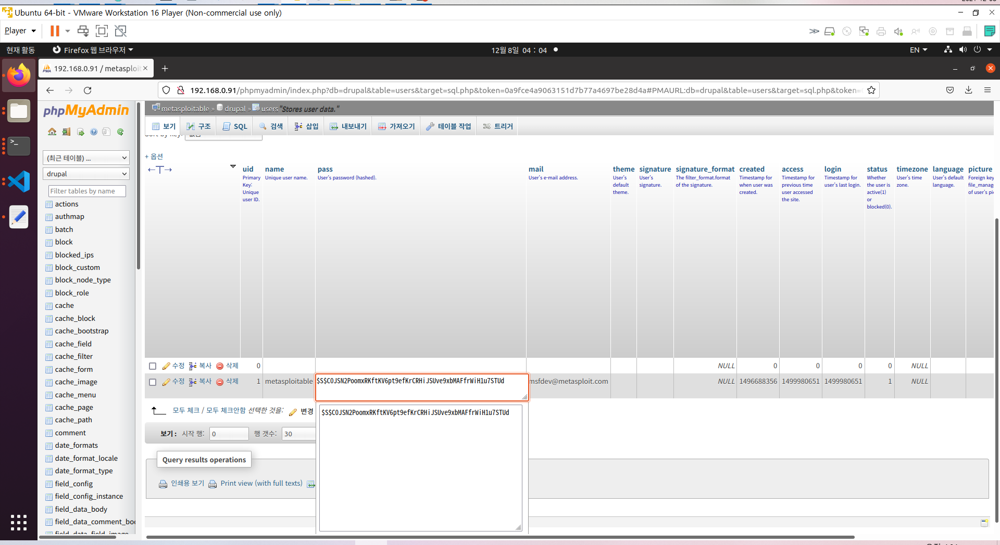 Ubuntu 64-bit - VMware Workstation 16 Player (Non-commercial use only)
Player
현재 활동
Firefox 웹 브라우저
12월 8일 04 : 04
EN
192.168.0.91 / metasploit
192.168.0.91/phpmyadmin/index.php?db=drupal&table=users&target=sql.php&token=0a9fce4a9063151d7b77a4697be28d4a#PMAURL:db=drupal&table=users&target=sql.php&token=
phpMyAdmin
(최근 테이블) ...
drupal
Filter tables by name
actions
authmap
batch
block
blocked_ips
block_custom
block_node_type
block_role
cache
cache_block
cache_bootstrap
cache_field
cache_filter
cache_form
cache_image
cache_menu
cache_page
cache_path
comment
date_formats
date_format_locale
date_format_type
field_config
field_config_instance
field_data_body
field_data_comment_bo
field_data_field_image
metasploitable » drupal » users "Stores user data."
보기 구조 SQL 검색 삽입 내보내기 가져오기 테이블 작업 트리거
Sort by key: 없음
+ 옵션
←T→
uid name pass mail theme signature signature_format created access login status timezone language picture
Primary Key: Unique user ID.
Unique user name.
User's password (hashed).
User's e-mail address.
User's default theme.
User's signature.
The filter_format.format of the signature.
Timestamp for when user was created.
Timestamp for previous time user accessed the site.
Timestamp for user's last login.
Whether the user is active(1) or blocked(0).
User's time zone.
User's default language.
Foreign key file_manag of user's pi
수정 복사 삭제 0 NULL 0 0 0 0 NULL
수정 복사 삭제 1 metasploitable $S$COJSN2PoomxRKftKV6pt9efKrCRHiJSUve9xbMAFfrWiH1u7STUd msfdev@metasploit.com NULL 1496688356 1499980651 1499980651 1 NULL
모두 체크 / 모두 체크안함 선택한 것을: 변경
$S$COJSN2PoomxRKftKV6pt9efKrCRHiJSUve9xbMAFfrWiH1u7STUd
보기 : 시작 행: 0 행 갯수: 30
Query results operations
인쇄용 보기 Print view (with full texts)